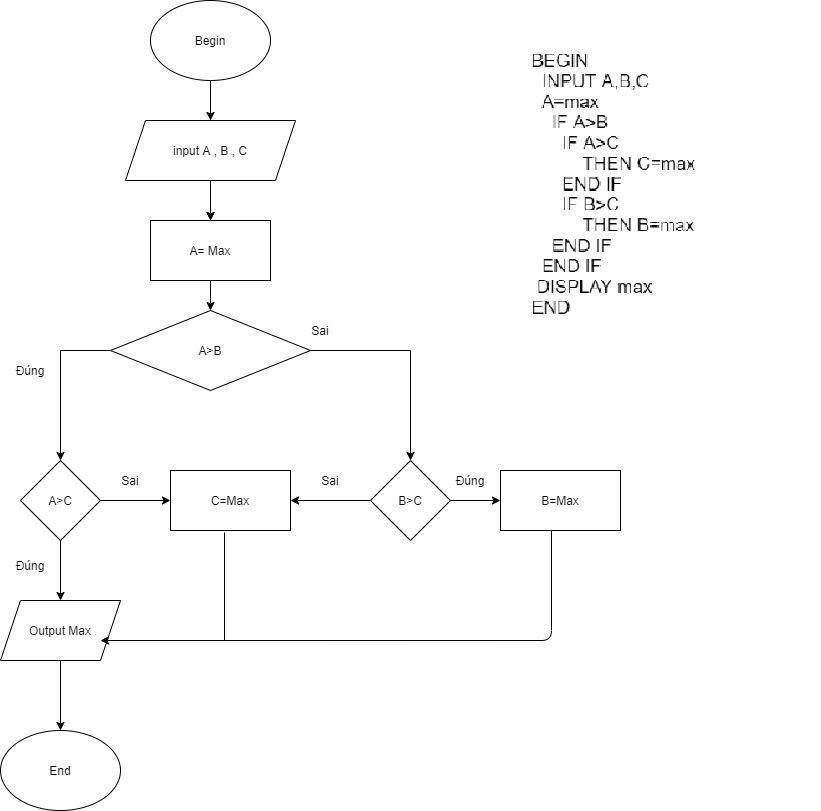 Begin
input A , B , C
A= Max
A>B
Sai
Đúng
A>C
Sai
C=Max
Sai
B>C
Đúng
B=Max
Đúng
Output Max
End
BEGIN
INPUT A,B,C
A=max
IF A>B
IF A>C
THEN C=max
END IF
IF B>C
THEN B=max
END IF
END IF
DISPLAY max
END